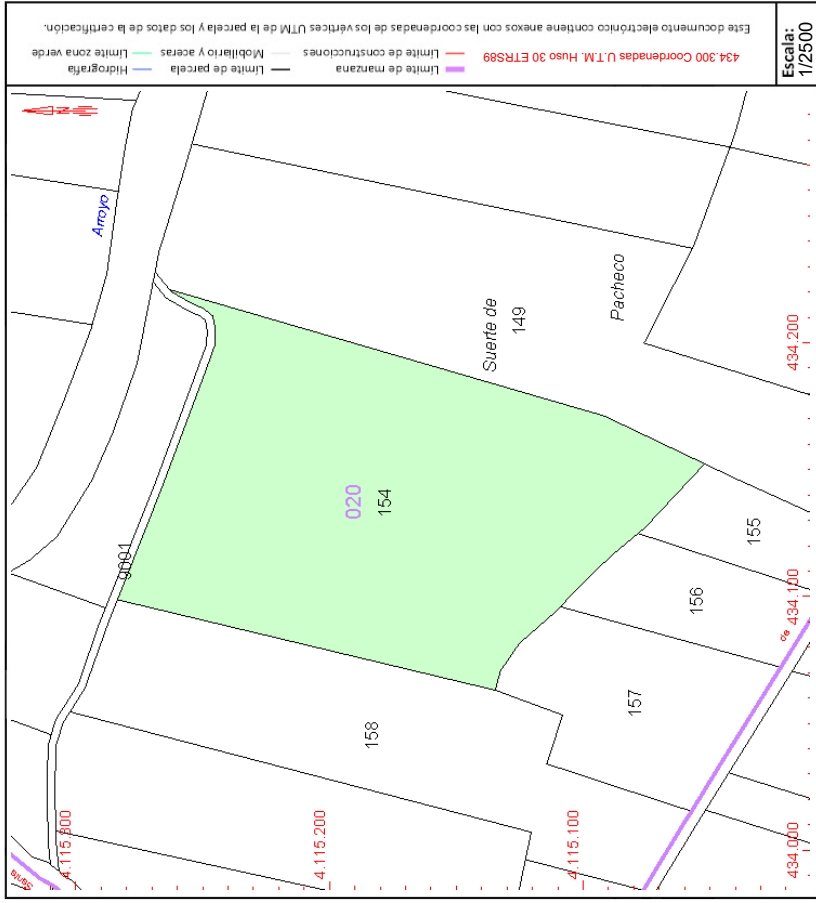 Este documento electrónico contiene anexos con las coordenadas de los vértices UTM de la parcela y los datos de la certificación.
434.300 Coordenadas U.T.M. Huso 30 ETRS89
Límite de manzana
Límite de parcela
Hidrografía
Límite de construcciones
Mobiliario y aceras
Límite zona verde
Escala:
1/2500
Arroyo
Suerte de
149
Pacheco
434.200
020
154
9001
155
156
434.100
de
157
158
4.115.300
4.115.200
4.115.100
434.000
Santa